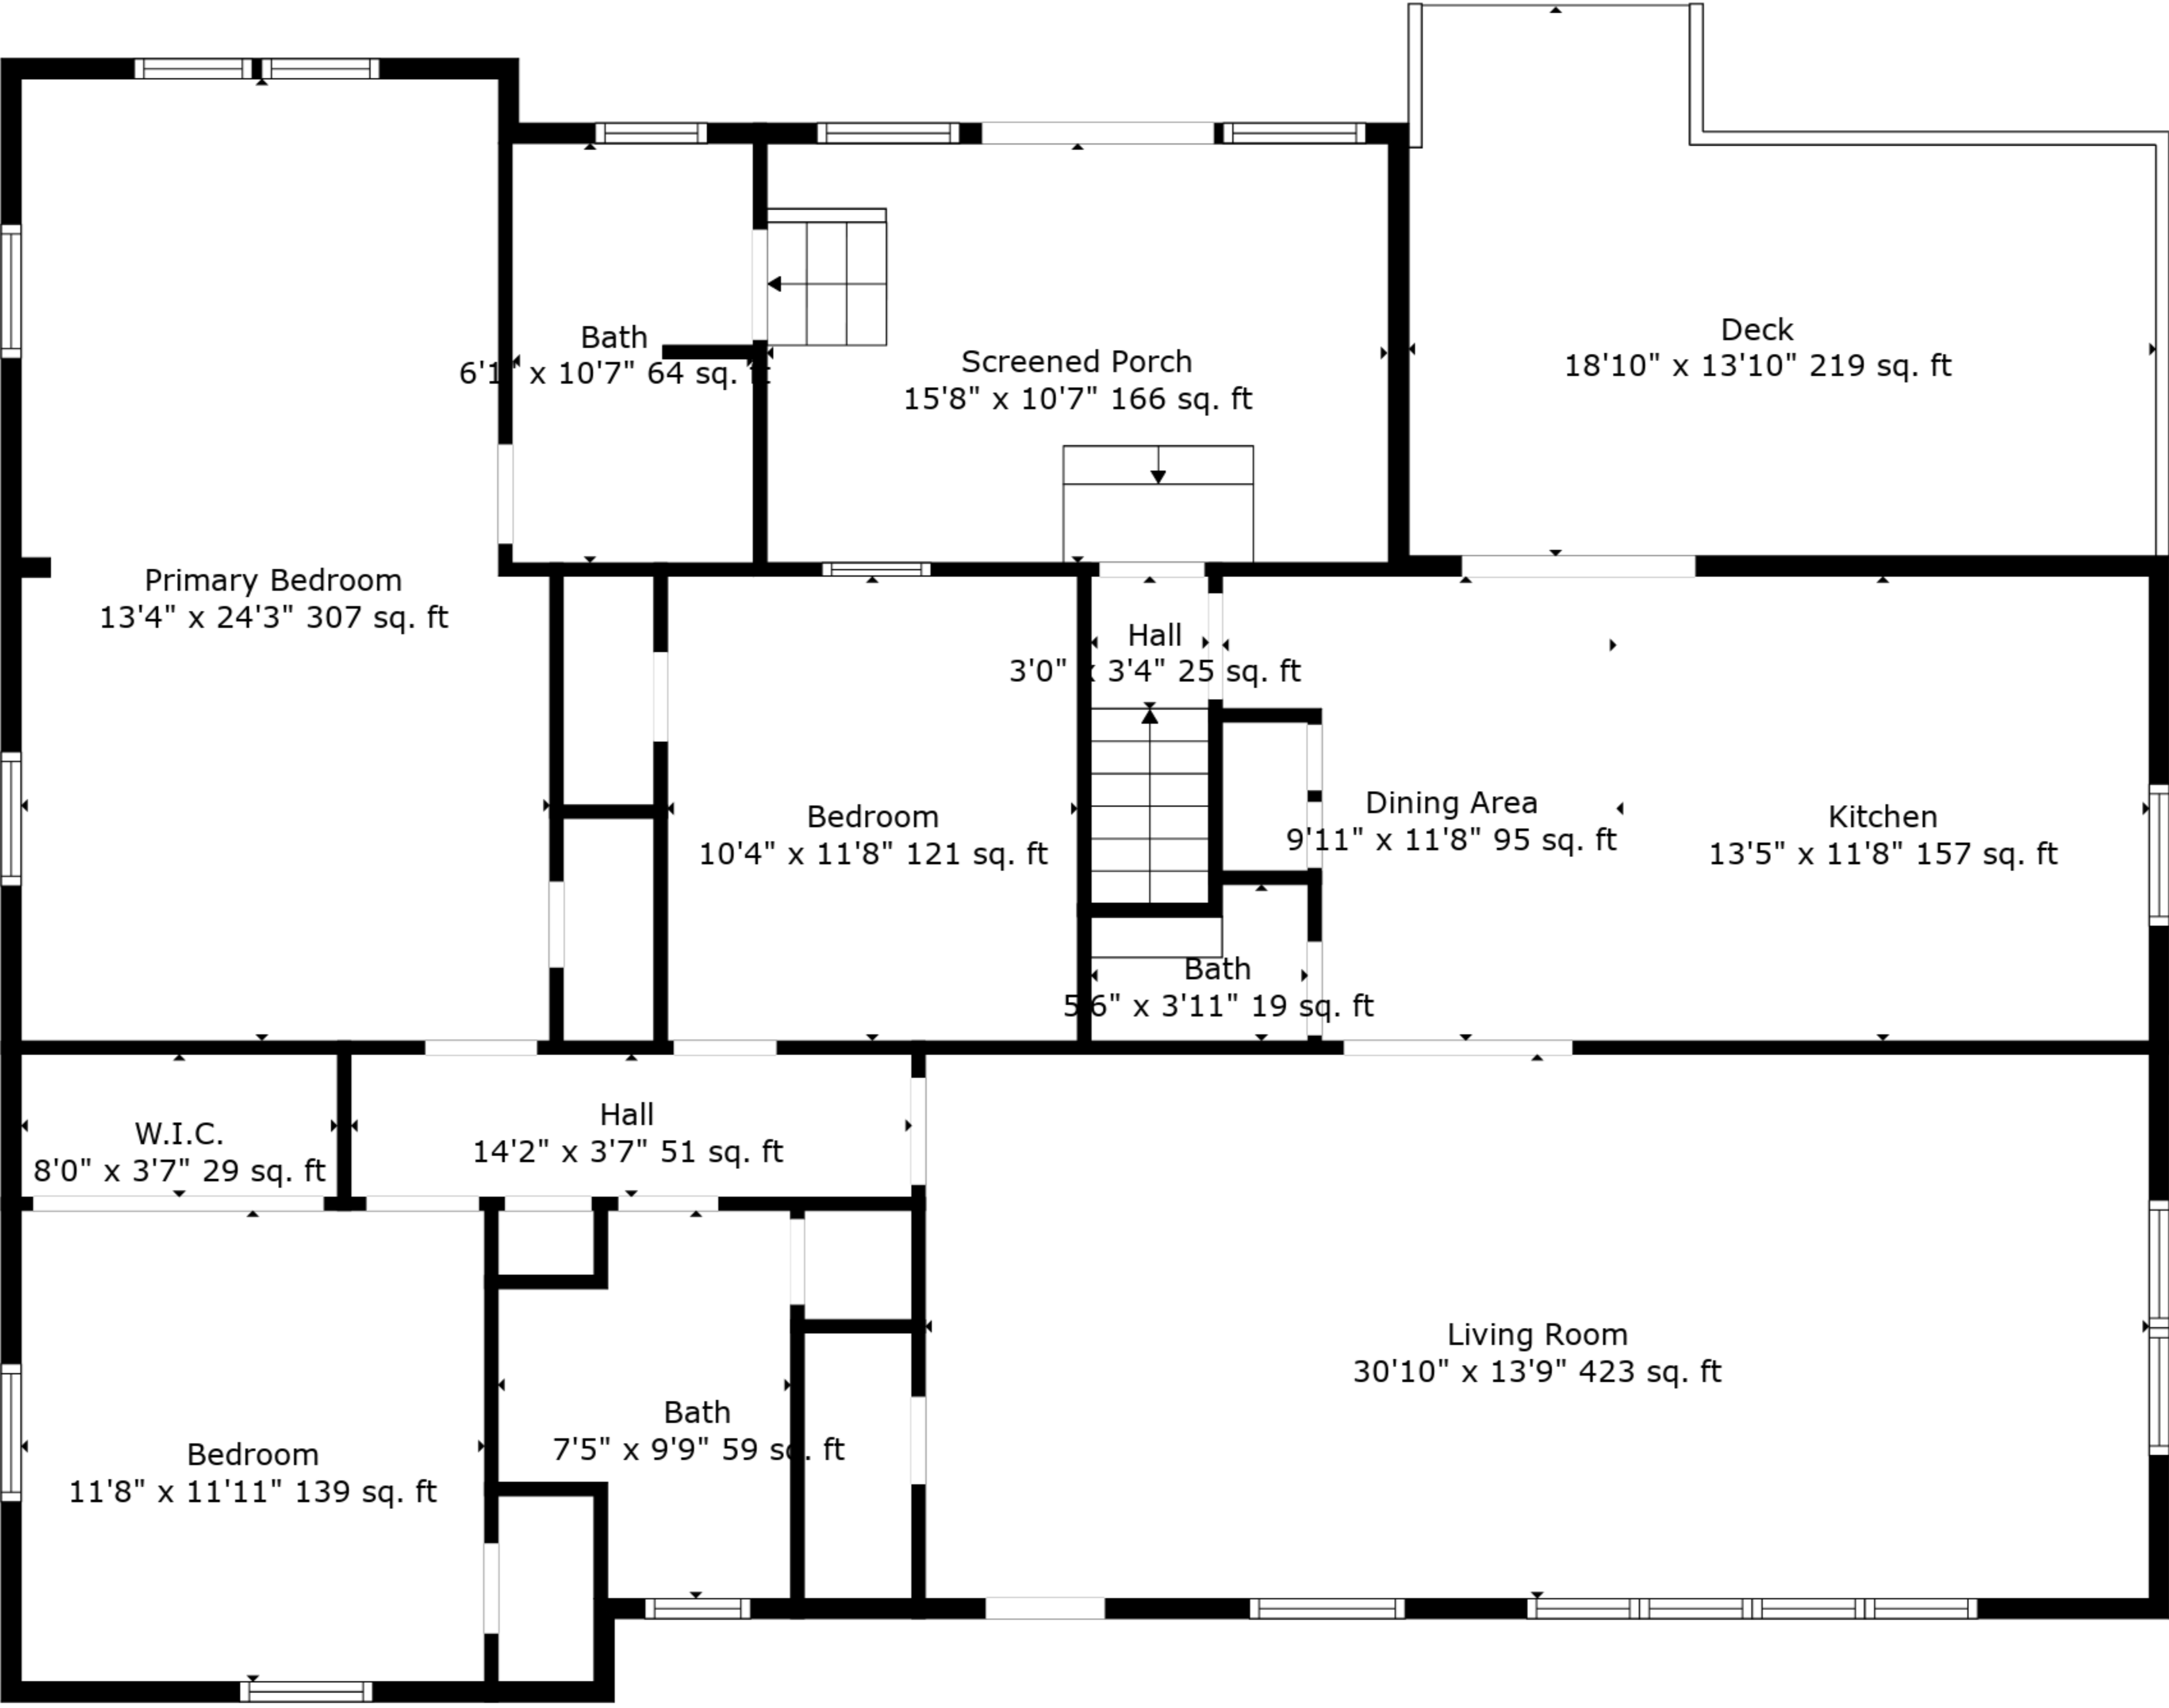 Deck
18'10" x 13'10" 219 sq. ft
Bath
x 10'7" 64 sq.
Screened Porch
15'8" x 10'7" 166 sq. ft
Primary Bedroom
13'4" x 24'3" 307 sq. ft
Hall
3'0" x 3'4" 25 sq. ft
Bedroom
10'4" x 11'8" 121 sq. ft
Dining Area
9'11" x 11'8" 95 sq. ft
Kitchen
13'5" x 11'8" 157 sq. ft
Bath
5'6" x 3'11" 19 sq. ft
W.I.C.
8'0" x 3'7" 29 sq. ft
Hall
14'2" x 3'7" 51 sq. ft
Living Room
30'10" x 13'9" 423 sq. ft
Bath
7'5" x 9'9" 59 sq. ft
Bedroom
11'8" x 11'11" 139 sq. ft